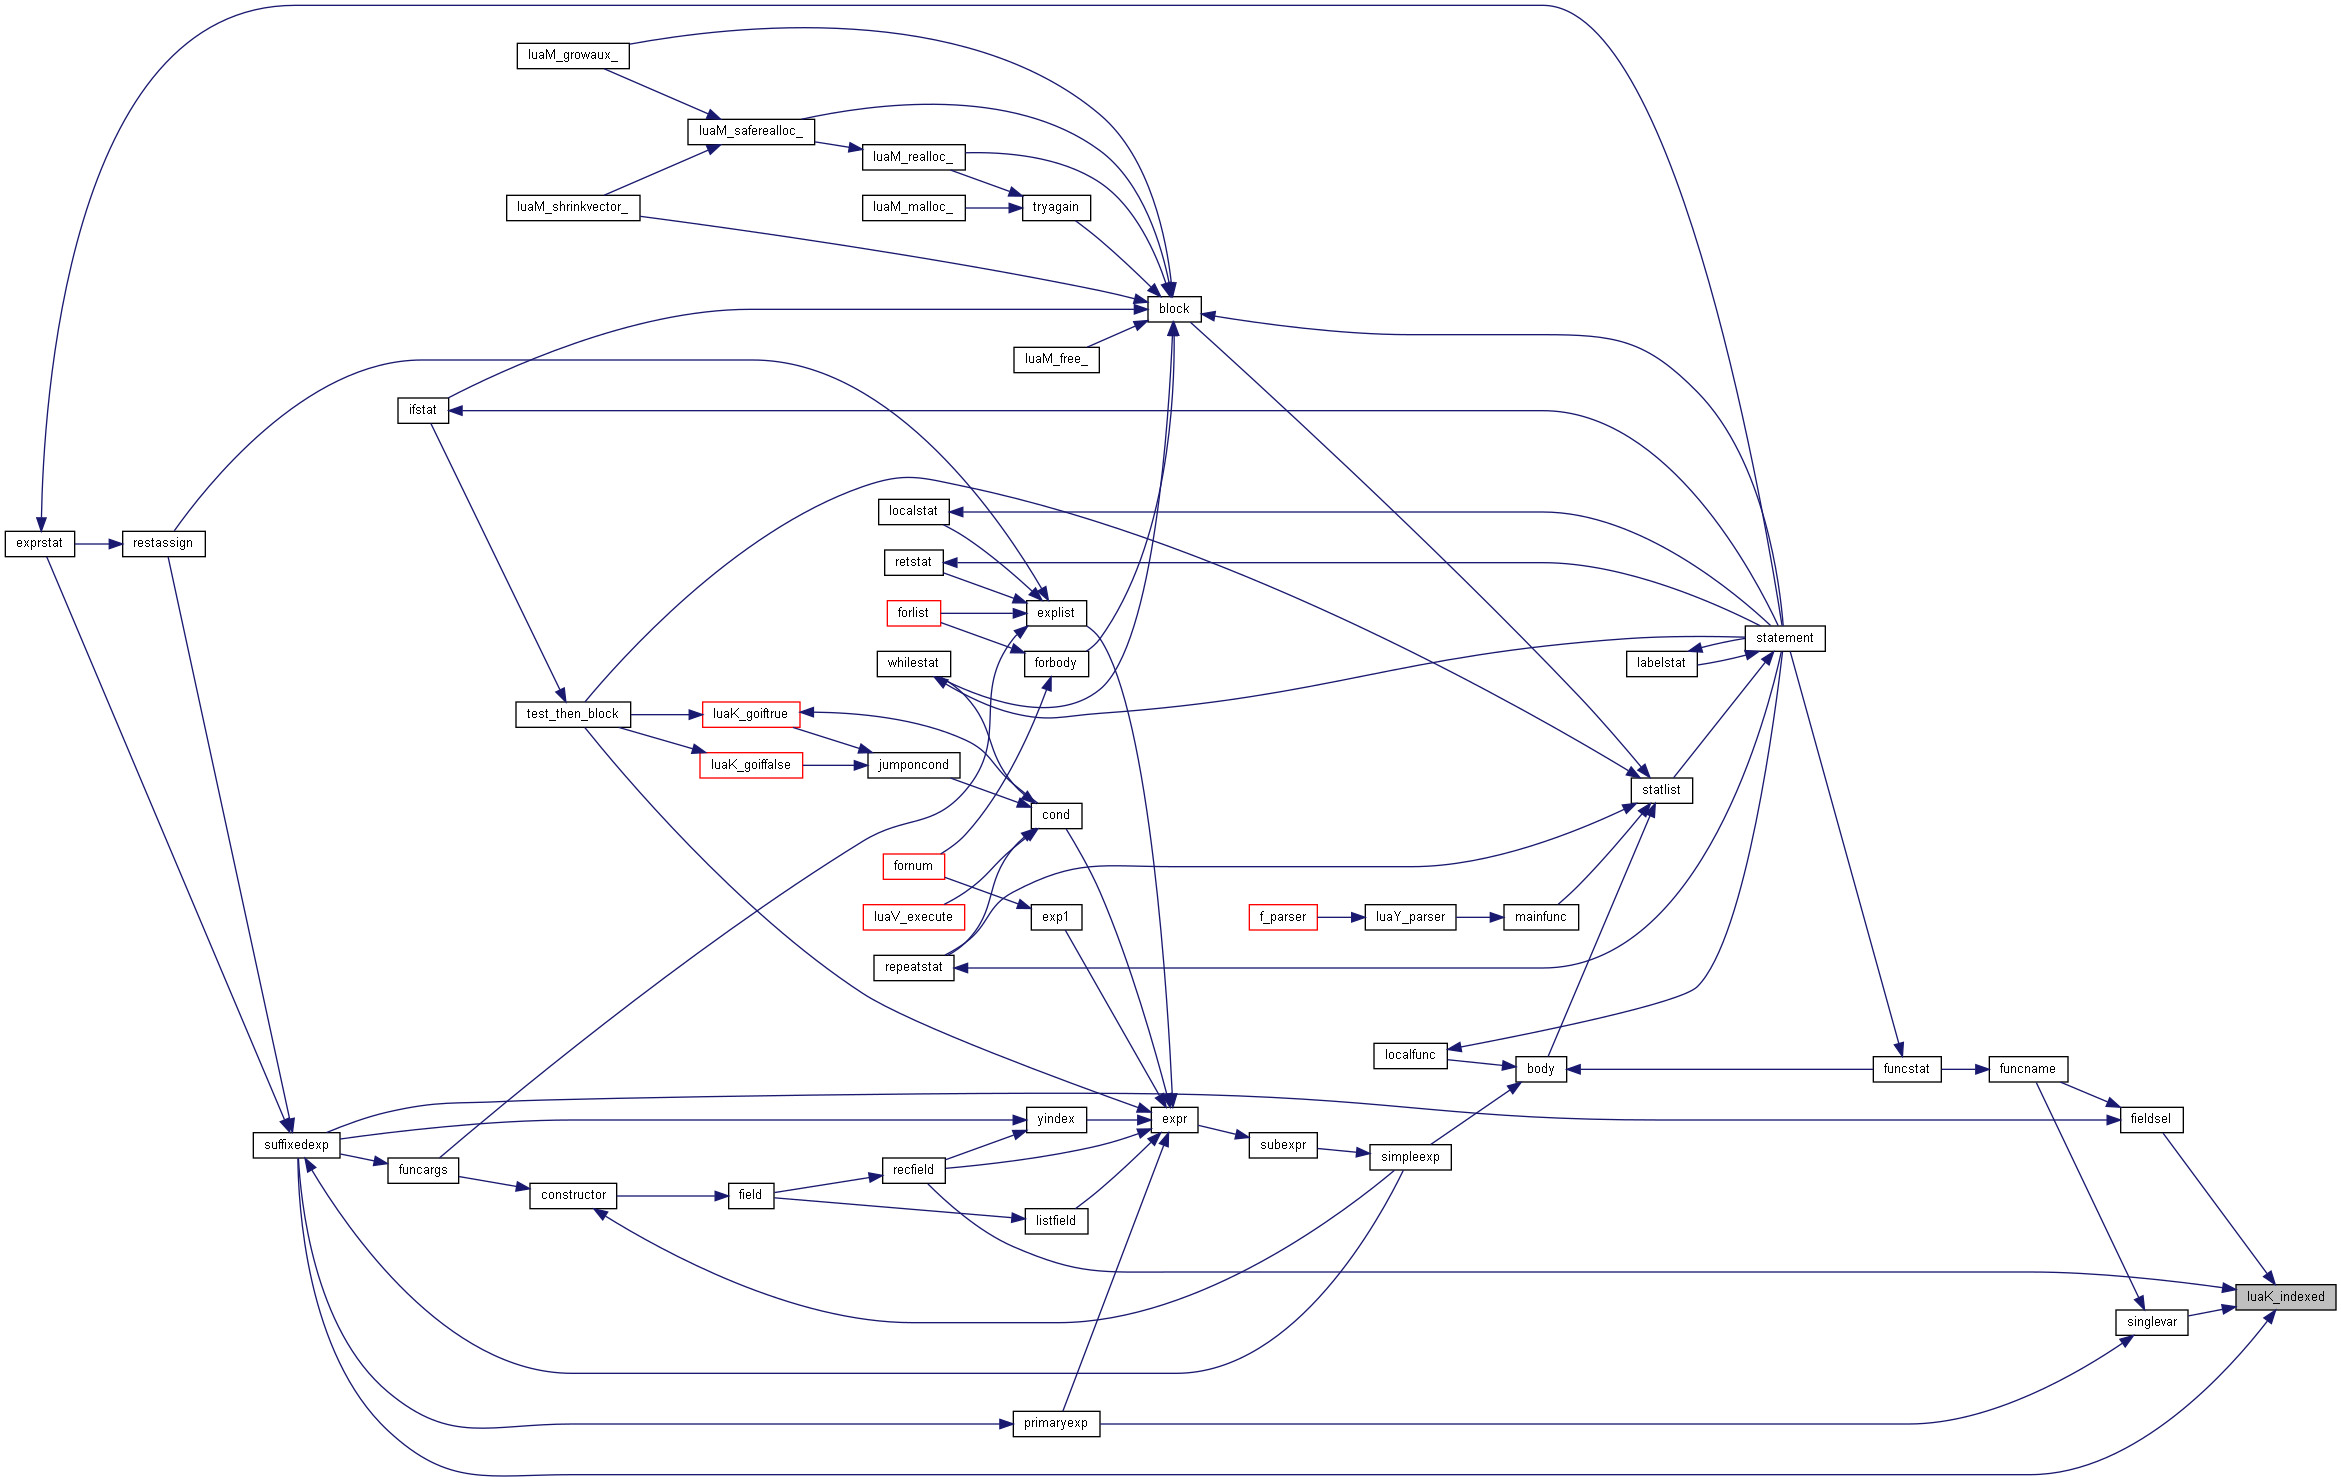 luaM_growaux_
luaM_saferealloc_
luaM_realloc_
luaM_shrinkvector_
luaM_malloc_
tryagain
block
luaM_free_
ifstat
localstat
exprstat
restassign
retstat
forlist
explist
statement
whilestat
forbody
labelstat
test_then_block
luaK_goiftrue
luaK_goiffalse
jumponcond
statlist
cond
fornum
luaV_execute
exp1
f_parser
luaY_parser
mainfunc
repeatstat
localfunc
body
funcstat
funcname
yindex
expr
fieldsel
suffixedexp
subexpr
simpleexp
funcargs
recfield
constructor
field
listfield
luaK_indexed
singlevar
primaryexp